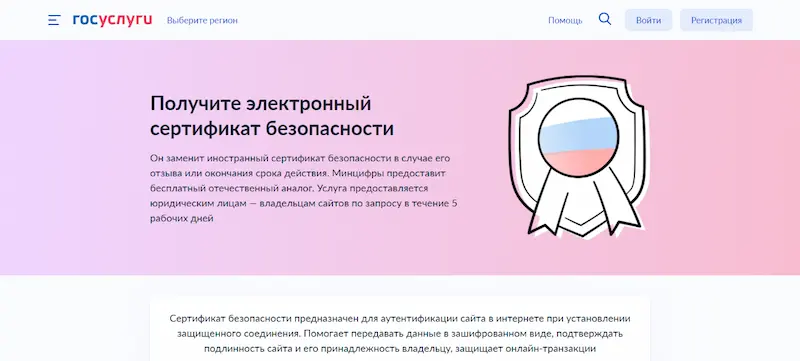 госуслуги Выберите регион Помощь Войти Регистрация
Получите электронный
сертификат безопасности
Он заменит иностранный сертификат безопасности в случае его
отзыва или окончания срока действия. Минцифры предоставит
бесплатный отечественный аналог. Услуга предоставляется
юридическим лицам — владельцам сайтов по запросу в течение 5
рабочих дней
Сертификат безопасности предназначен для аутентификации сайта в интернете при установлении
защищенного соединения. Помогает передавать данные в зашифрованном виде, подтверждать
подлинность сайта и его принадлежность владельцу, защищает онлайн-транзакции